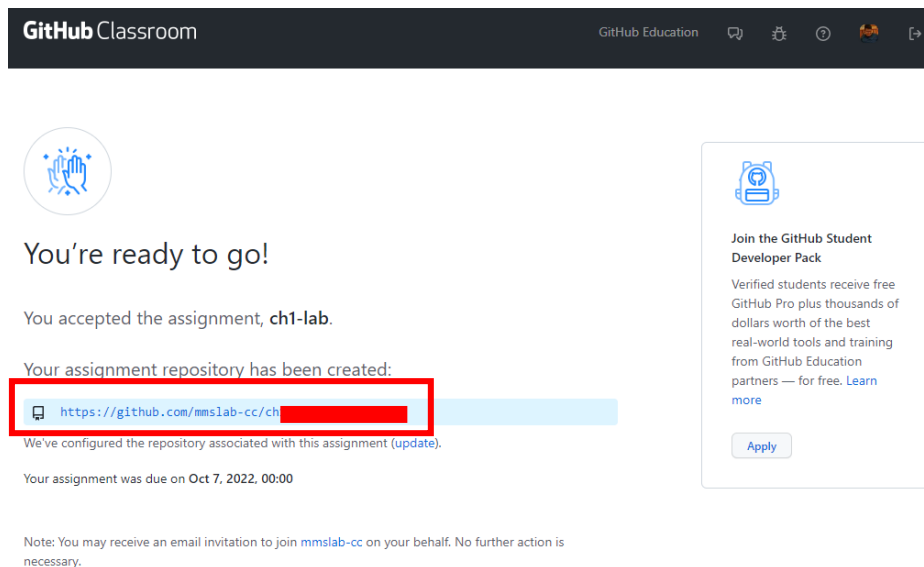 GitHub Classroom
GitHub Education
You're ready to go!
You accepted the assignment, ch1-lab.
Your assignment repository has been created:
https://github.com/mmslab-cc/ch
We've configured the repository associated with this assignment (update).
Your assignment was due on Oct 7, 2022, 00:00
Note: You may receive an email invitation to join mmslab-cc on your behalf. No further action is
necessary.
Join the GitHub Student
Developer Pack
Verified students receive free
GitHub Pro plus thousands of
dollars worth of the best
real-world tools and training
from GitHub Education
partners — for free. Learn
more
Apply